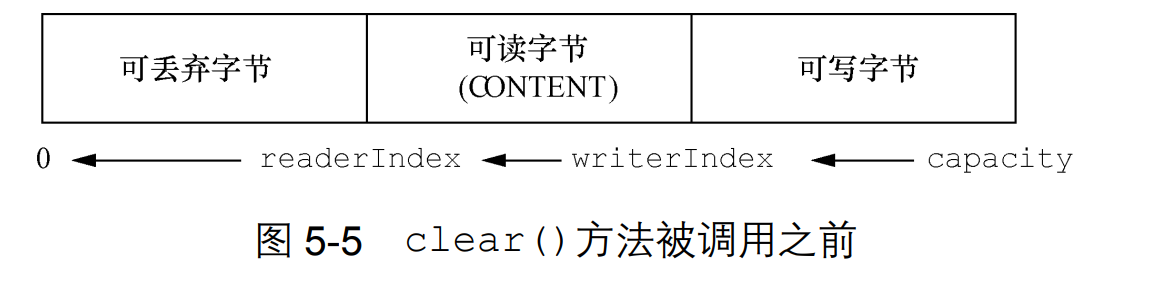 可丢弃字节
可读字节
(CONTENT)
可写字节
0 readerIndex writerIndex capacity
图 5-5 clear()方法被调用之前